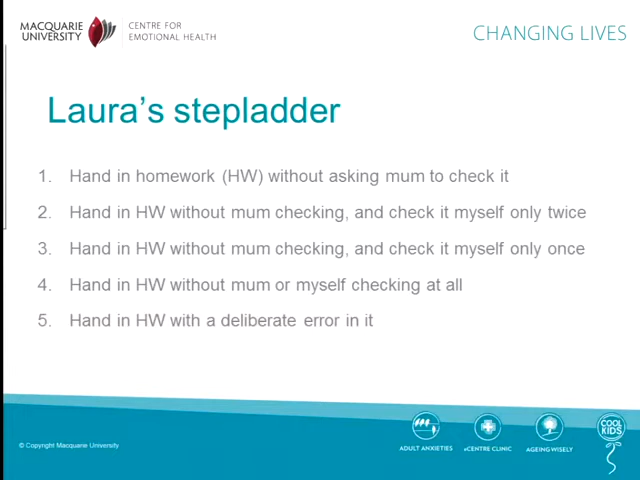 MACQUARIE
UNIVERSITY
CENTRE FOR
EMOTIONAL HEALTH
CHANGING LIVES
Laura's stepladder
1. Hand in homework (HW) without asking mum to check it
2. Hand in HW without mum checking, and check it myself only twice
3. Hand in HW without mum checking, and check it myself only once
4. Hand in HW without mum or myself checking at all
5. Hand in HW with a deliberate error in it
© Copyright Macquarie University
ADULT ANXIETIES
eCENTRE CLINIC
AGEING WISELY
COOL
KIDS